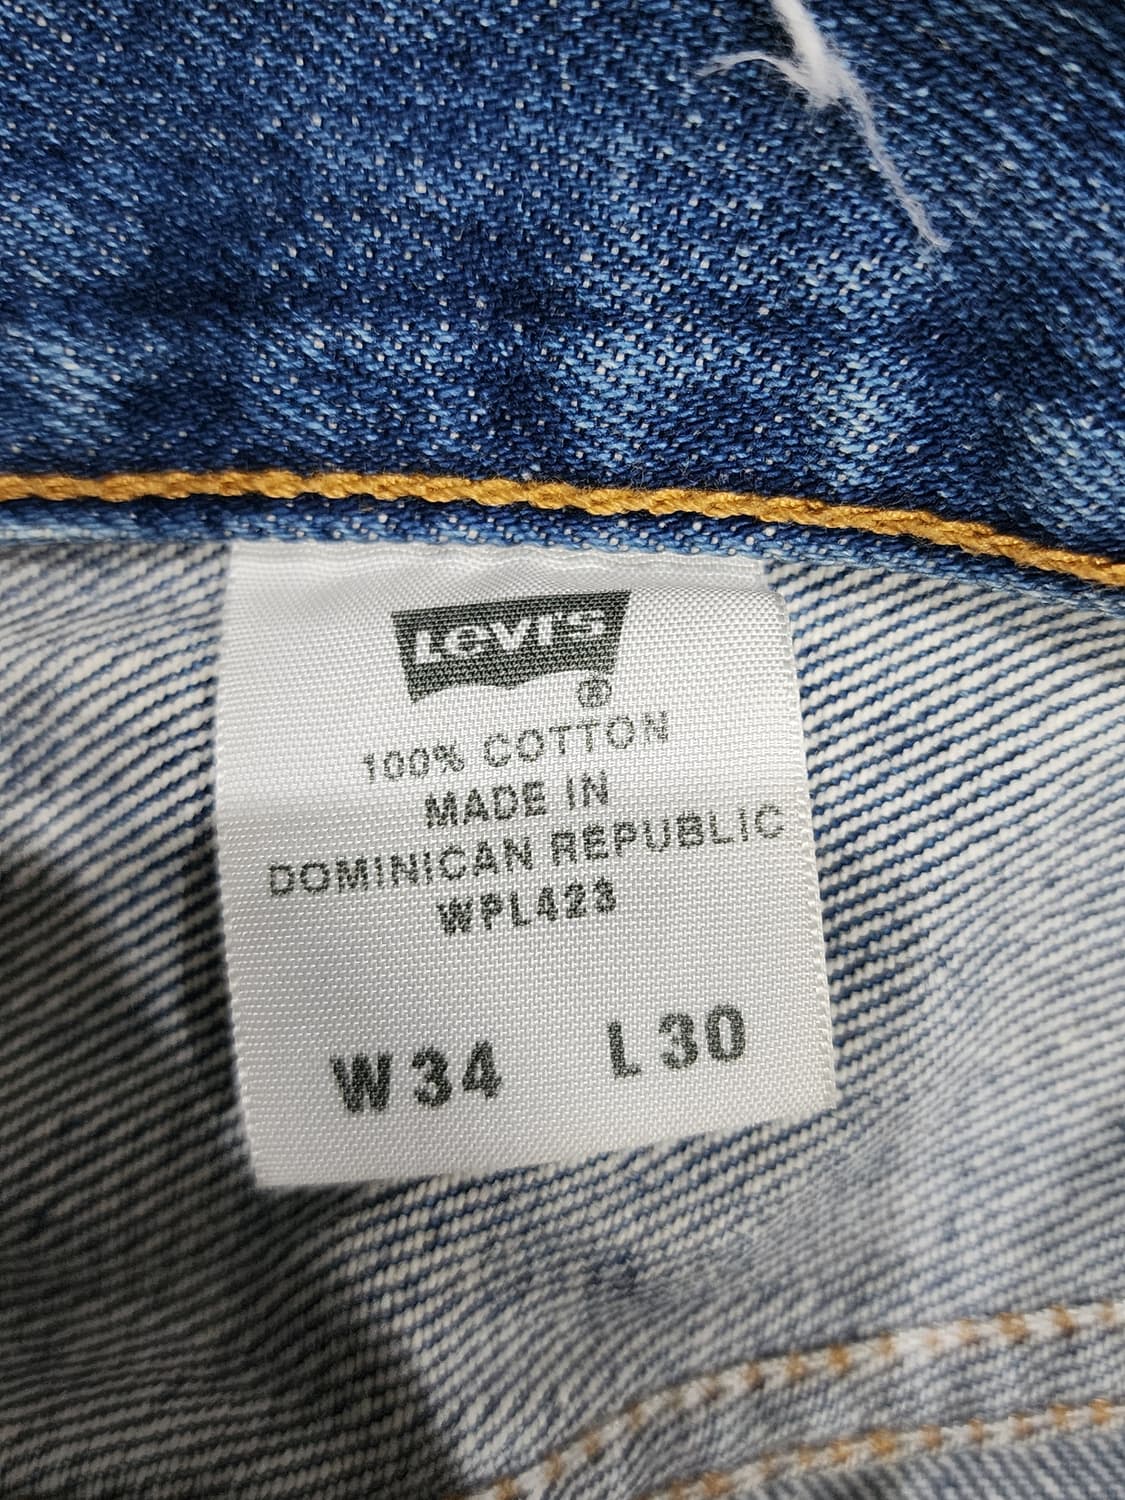 Levi's
®
100% COTTON
MADE IN
DOMINICAN REPUBLIC
WPL423
W34 L30